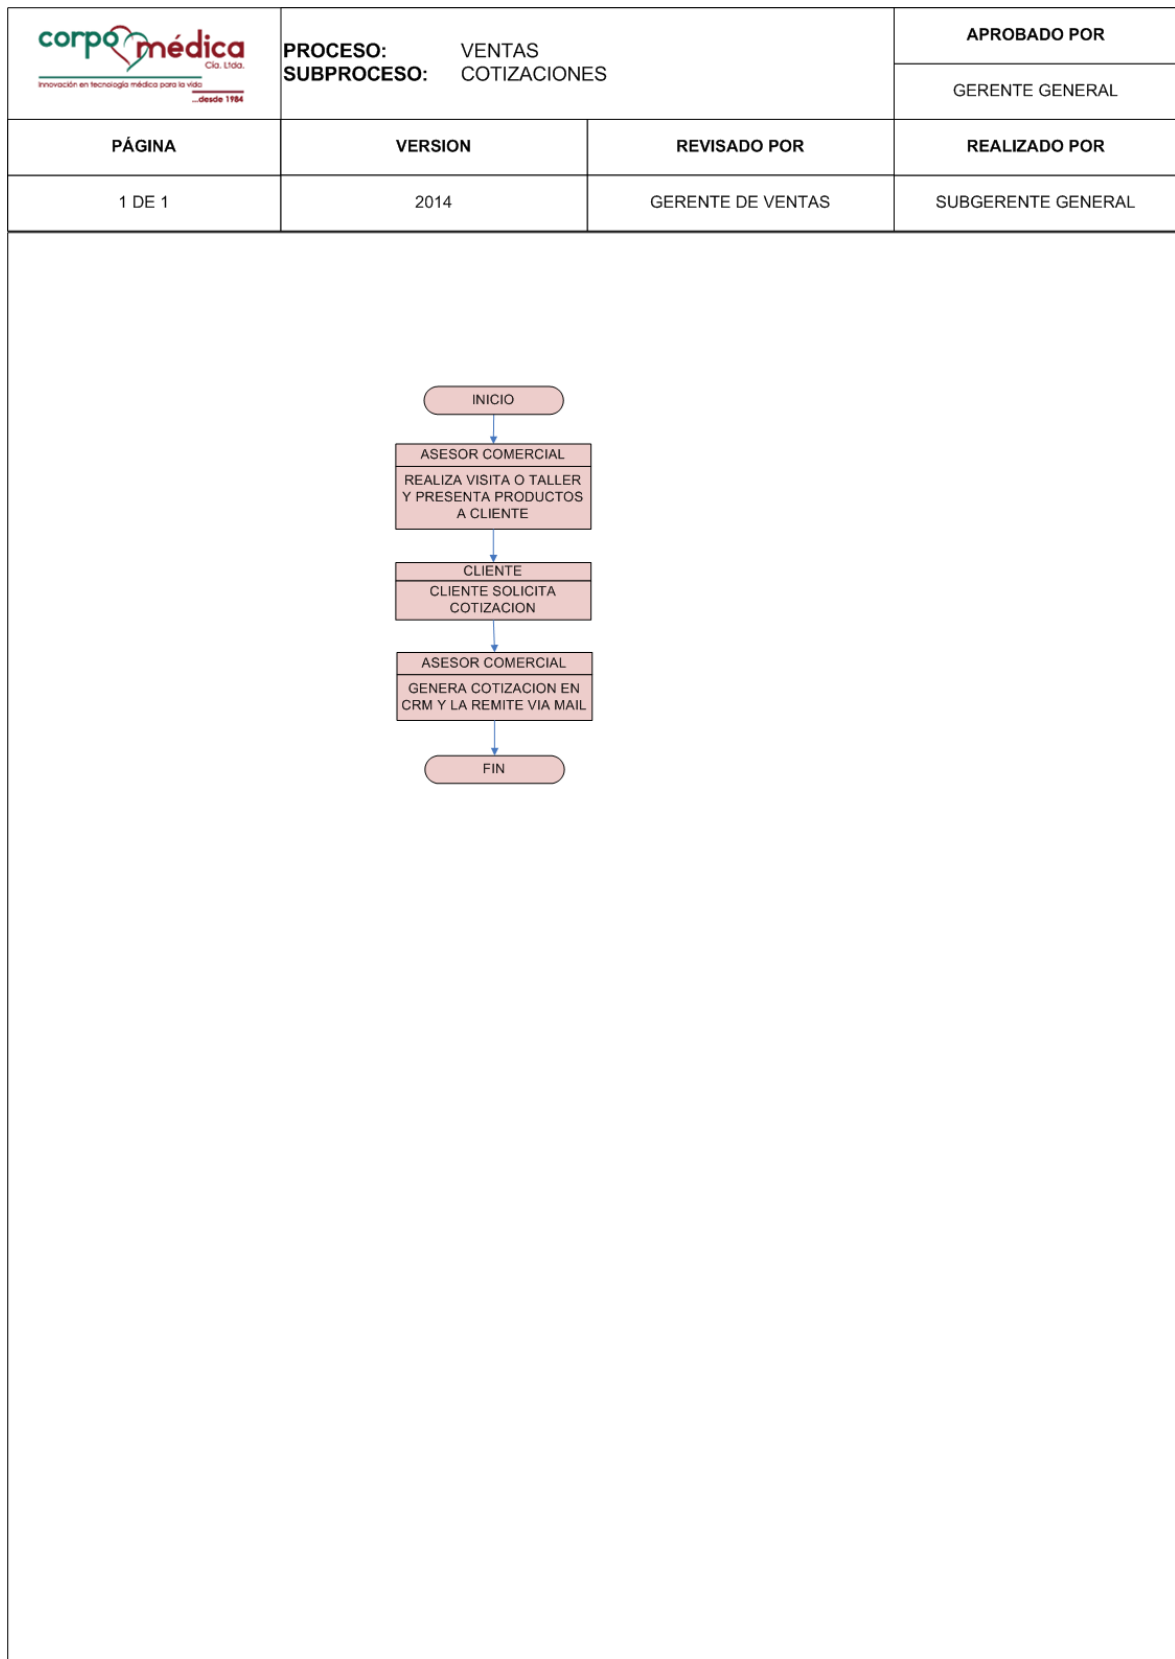 corpomédica
Cía. Ltda.
Innovación en tecnología médica para la vida
...desde 1984
PROCESO: VENTAS
SUBPROCESO: COTIZACIONES
APROBADO POR
GERENTE GENERAL
PÁGINA
VERSION
REVISADO POR
REALIZADO POR
1 DE 1
2014
GERENTE DE VENTAS
SUBGERENTE GENERAL
INICIO
ASESOR COMERCIAL
REALIZA VISITA O TALLER
Y PRESENTA PRODUCTOS
A CLIENTE
CLIENTE
CLIENTE SOLICITA
COTIZACION
ASESOR COMERCIAL
GENERA COTIZACION EN
CRM Y LA REMITE VIA MAIL
FIN